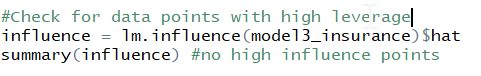 #Check for data points with high leverage
influence = lm.influence(model3_insurance)$hat
summary(influence) #no high influence points